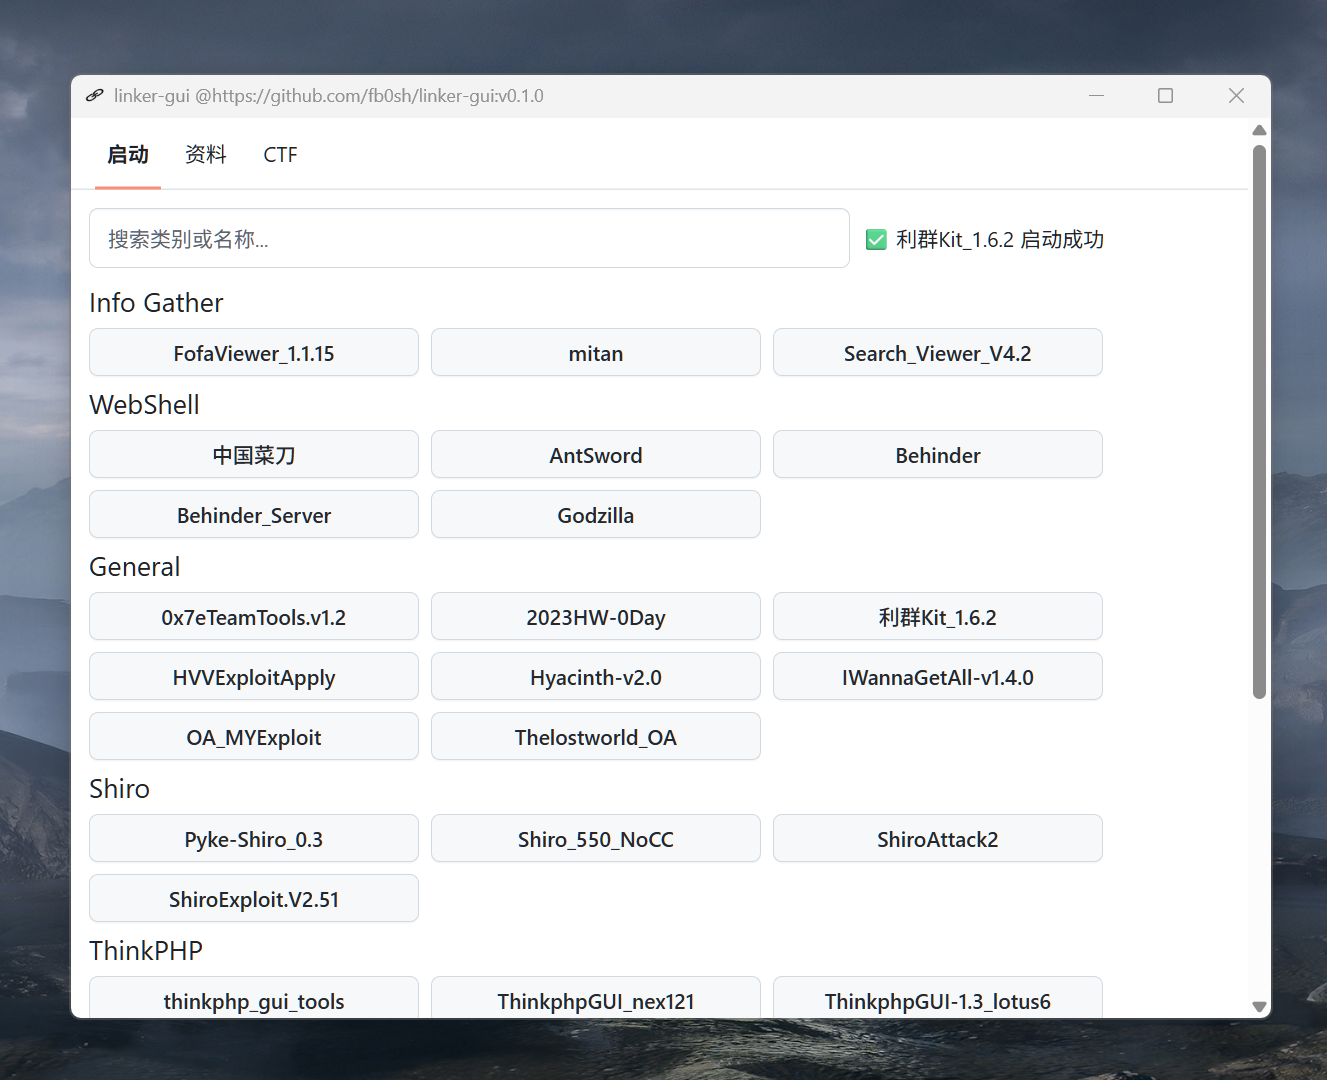 linker-gui @https://github.com/fb0sh/linker-gui:v0.1.0
启动 资料 CTF
搜索类别或名称... ✅ 利群Kit_1.6.2 启动成功
Info Gather
FofaViewer_1.1.15 mitan Search_Viewer_V4.2
WebShell
中国菜刀 AntSword Behinder
Behinder_Server Godzilla
General
0x7eTeamTools.v1.2 2023HW-0Day 利群Kit_1.6.2
HVVExploitApply Hyacinth-v2.0 IWannaGetAll-v1.4.0
OA_MYExploit Thelostworld_OA
Shiro
Pyke-Shiro_0.3 Shiro_550_NoCC ShiroAttack2
ShiroExploit.V2.51
ThinkPHP
thinkphp_gui_tools ThinkphpGUI_nex121 ThinkphpGUI-1.3_lotus6